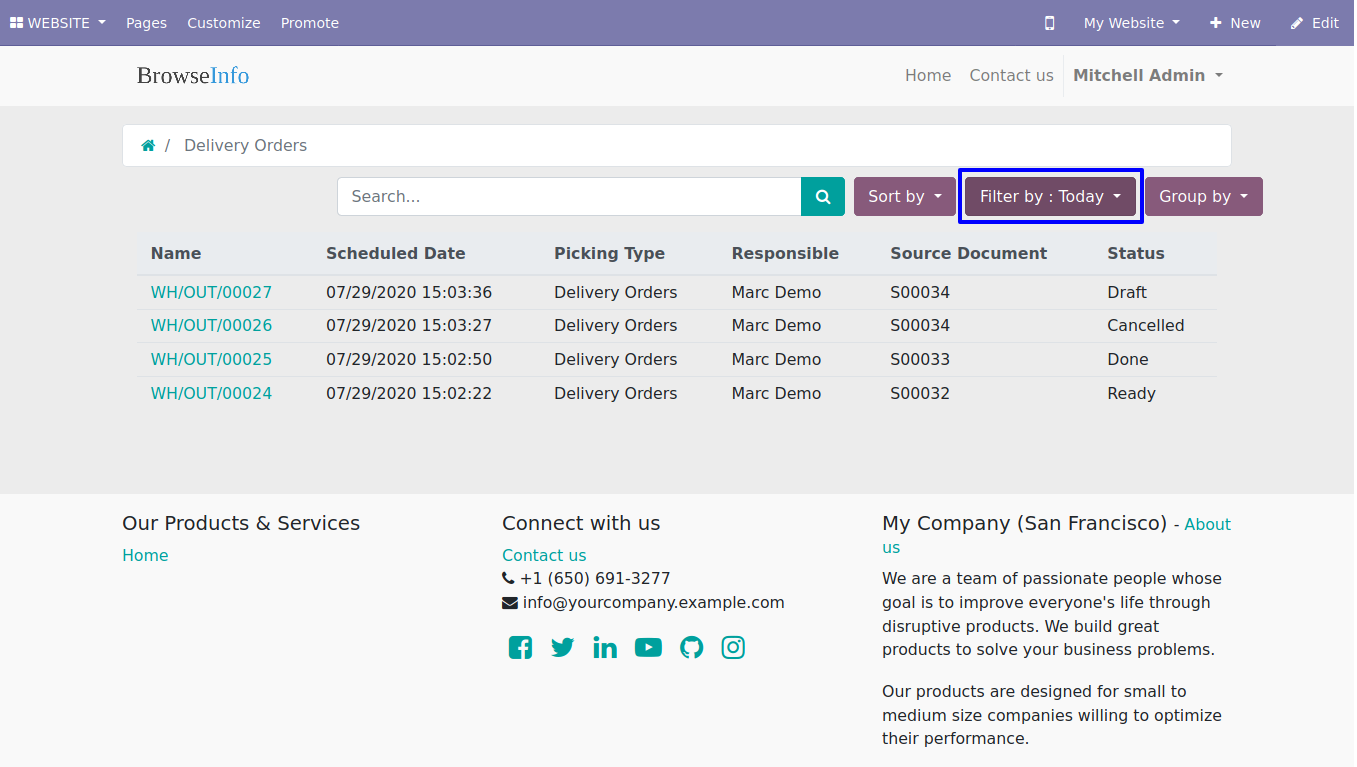 WEBSITE Pages Customize Promote My Website New Edit
BrowseInfo Home Contact us Mitchell Admin
/ Delivery Orders
Search... Sort by Filter by : Today Group by
Name Scheduled Date Picking Type Responsible Source Document Status
WH/OUT/00027 07/29/2020 15:03:36 Delivery Orders Marc Demo S00034 Draft
WH/OUT/00026 07/29/2020 15:03:27 Delivery Orders Marc Demo S00034 Cancelled
WH/OUT/00025 07/29/2020 15:02:50 Delivery Orders Marc Demo S00033 Done
WH/OUT/00024 07/29/2020 15:02:22 Delivery Orders Marc Demo S00032 Ready
Our Products & Services
Home
Connect with us
Contact us
+1 (650) 691-3277
info@yourcompany.example.com
My Company (San Francisco) - About
us
We are a team of passionate people whose
goal is to improve everyone's life through
disruptive products. We build great
products to solve your business problems.
Our products are designed for small to
medium size companies willing to optimize
their performance.